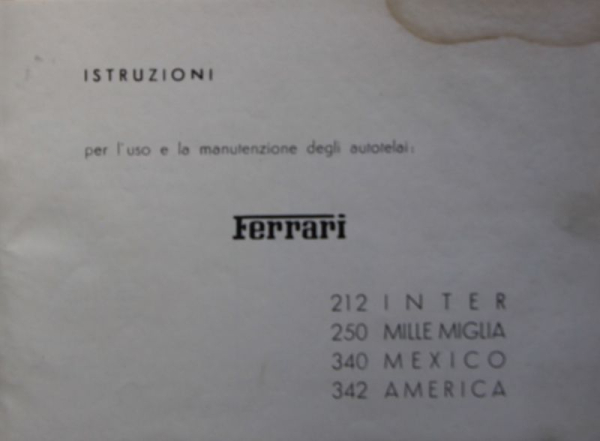 ISTRUZIONI
per l'uso e la manutenzione degli autotelai:
Ferrari
212 INTER
250 MILLE MIGLIA
340 MEXICO
342 AMERICA